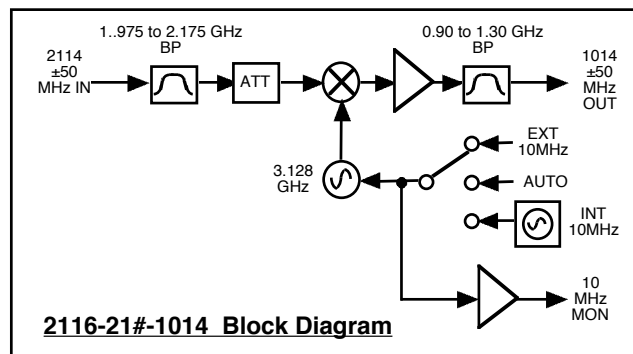 1..975 to 2.175 GHz
BP
0.90 to 1.30 GHz
BP
2114
±50
MHz IN
ATT
1014
±50
MHz
OUT
3.128
GHz
EXT
10MHz
AUTO
INT
10MHz
10
MHz
MON
2116-21#-1014 Block Diagram